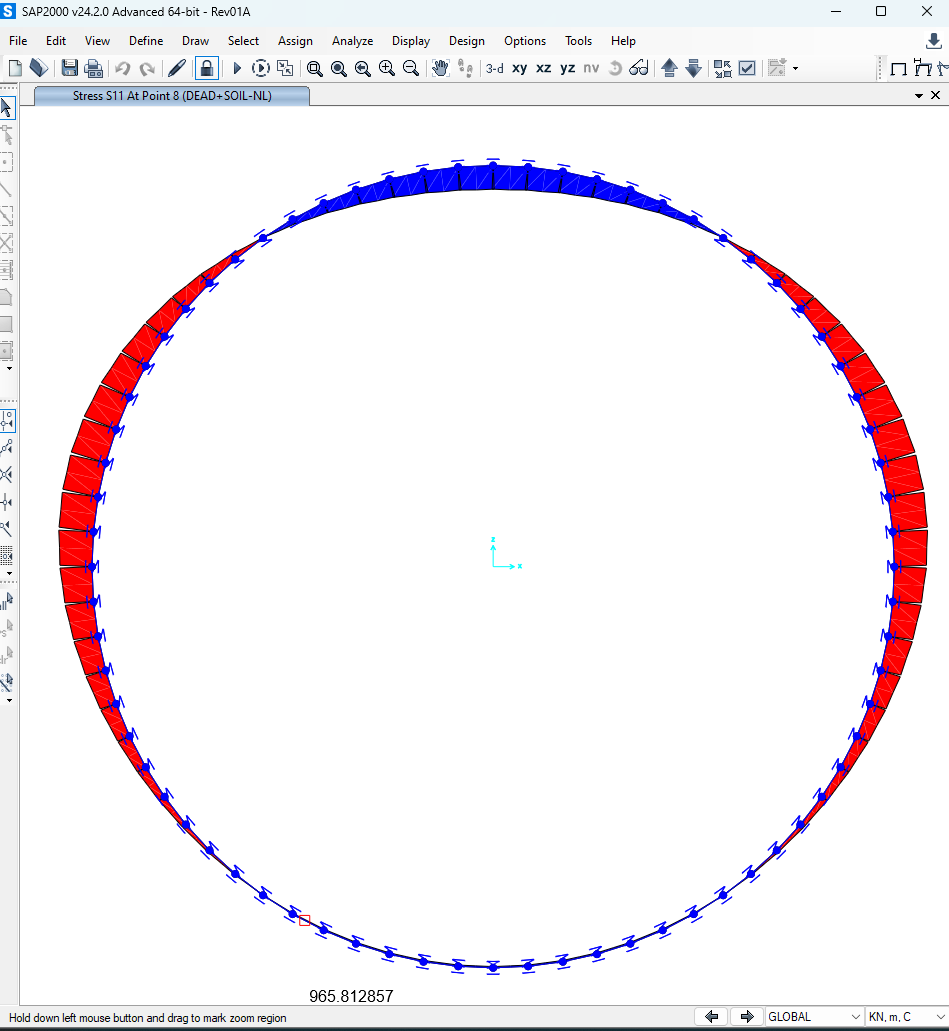 S SAP2000 v24.2.0 Advanced 64-bit - Rev01A
File Edit View Define Draw Select Assign Analyze Display Design Options Tools Help
3-d xy xz yz nv
Stress S11 At Point 8 (DEAD+SOIL-NL)
965.812857
Hold down left mouse button and drag to mark zoom region
GLOBAL
KN, m, C